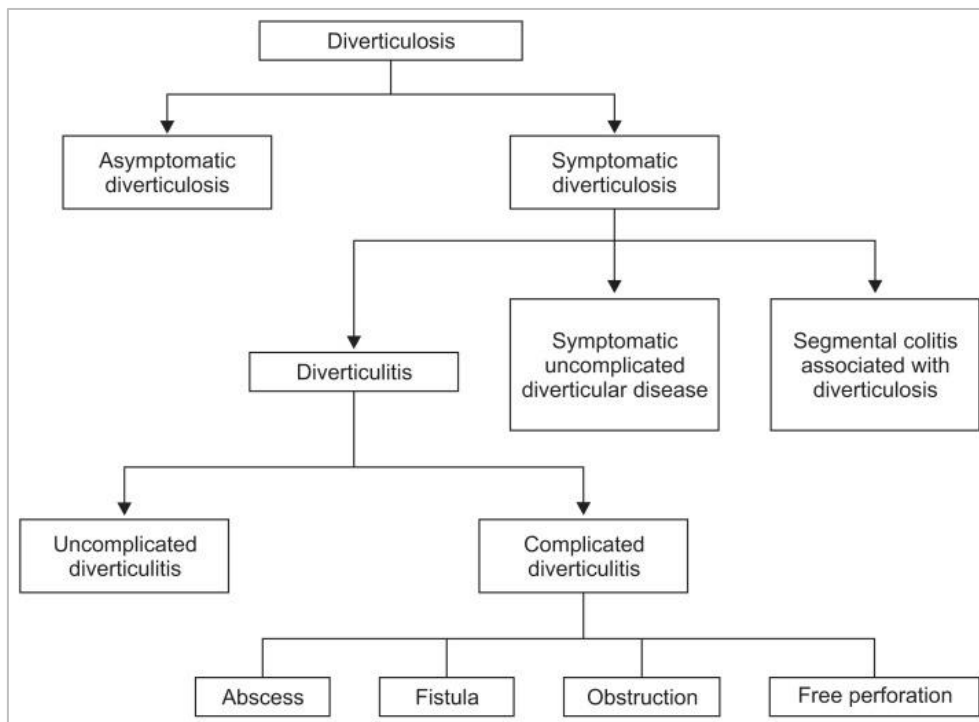 Diverticulosis
Asymptomatic
diverticulosis
Symptomatic
diverticulosis
Diverticulitis
Symptomatic
uncomplicated
diverticular disease
Segmental colitis
associated with
diverticulosis
Uncomplicated
diverticulitis
Complicated
diverticulitis
Abscess
Fistula
Obstruction
Free perforation